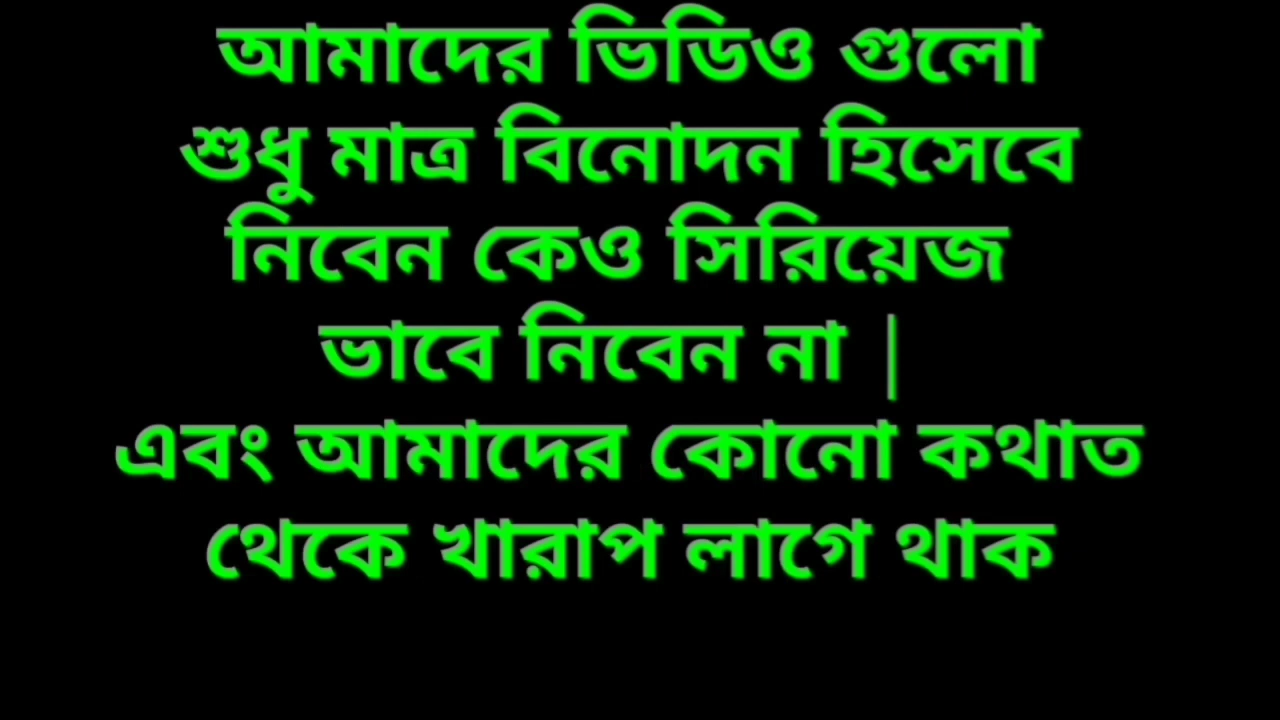 আমাদের ভিডিও গুলো
শুধু মাত্র বিনোদন হিসেবে
নিবেন কেও সিরিয়েজ
ভাবে নিবেন না |
এবং আমাদের কোনো কথাত
থেকে খারাপ লাগে থাক